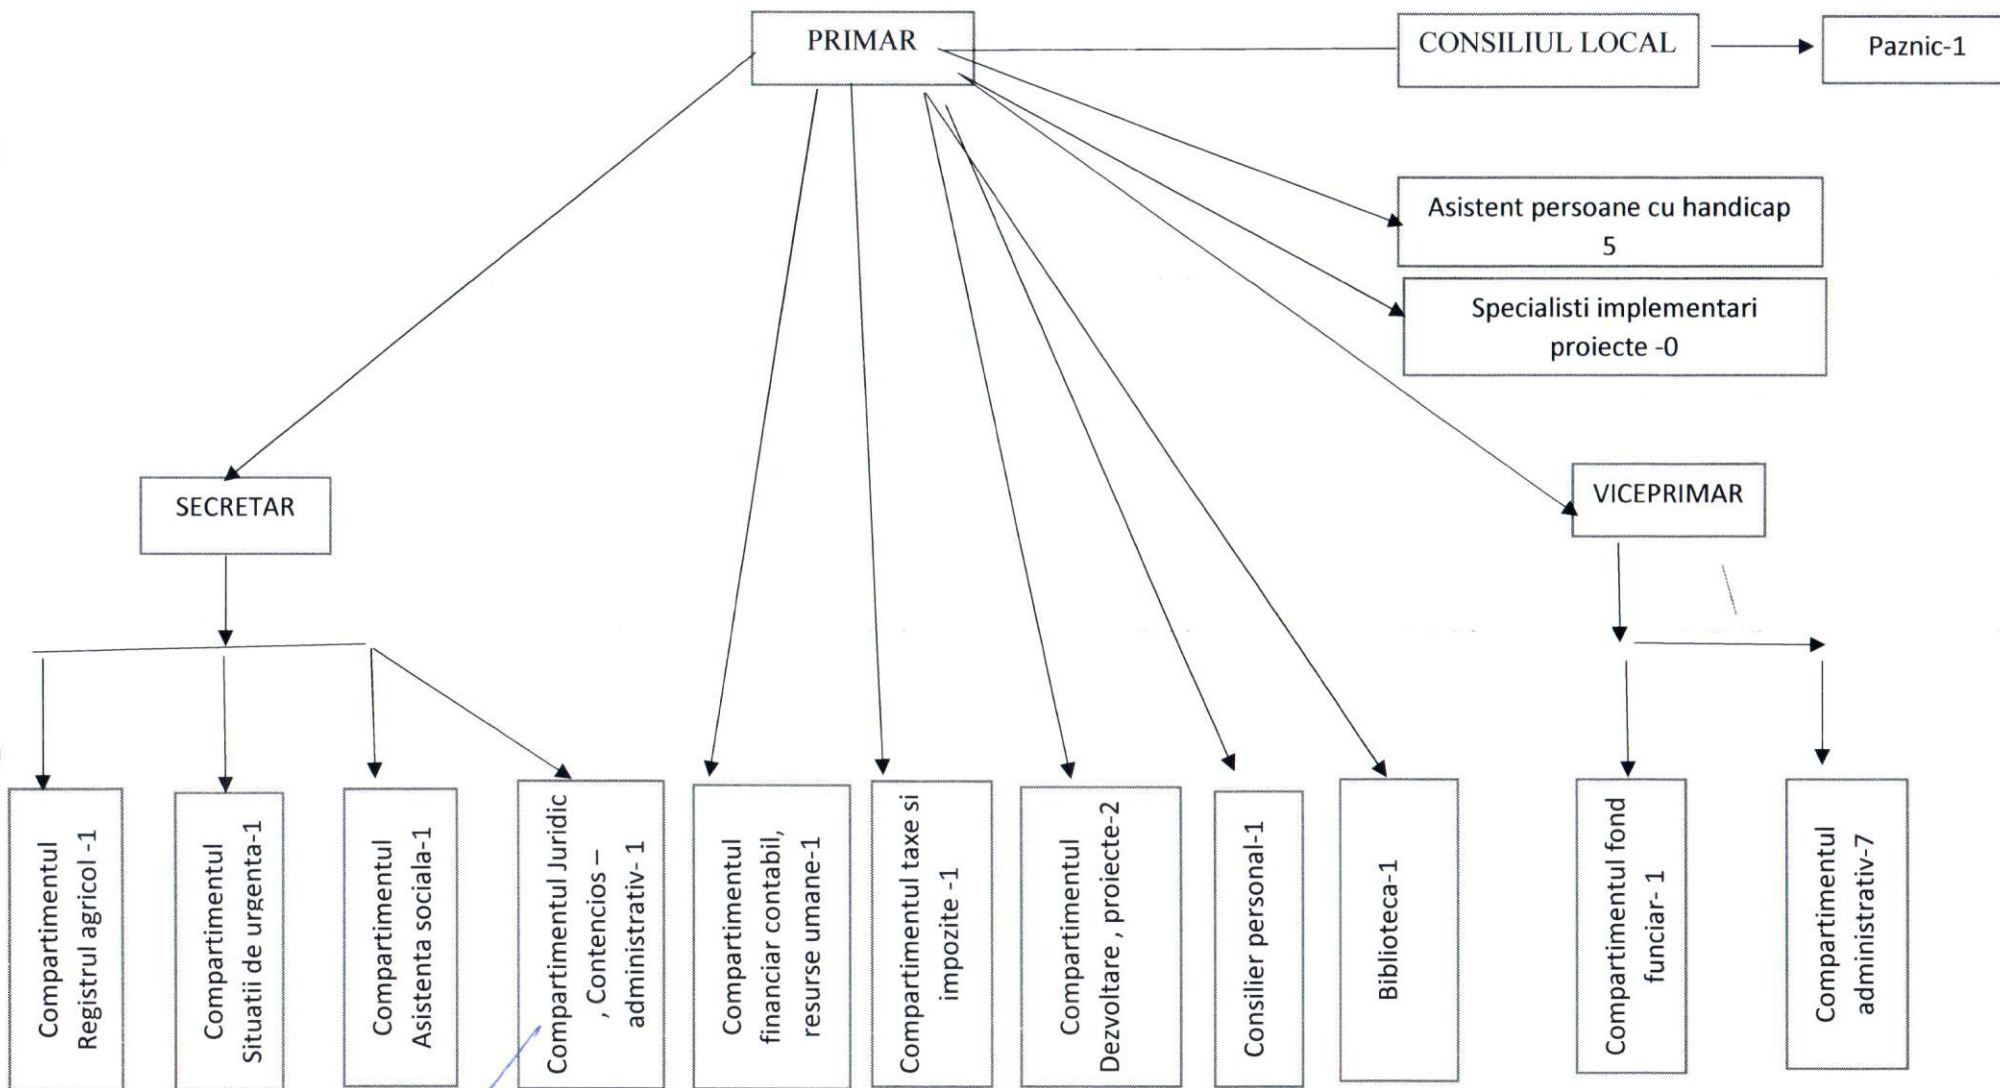 PRIMAR
CONSILIUL LOCAL
Paznic-1
Asistent persoane cu handicap
5
Specialisti implementari
proiecte -0
SECRETAR
VICEPRIMAR
Compartimentul
Registrul agricol -1
Compartimentul
Situatii de urgenta-1
Compartimentul
Asistenta sociala-1
Compartimentul Juridic
, Contencios –
administrativ- 1
Compartimentul
financiar contabil,
resurse umane-1
Compartimentul taxe si
impozite -1
Compartimentul
Dezvoltare , proiecte-2
Consilier personal-1
Biblioteca-1
Compartimentul fond
funciar- 1
Compartimentul
administrativ-7